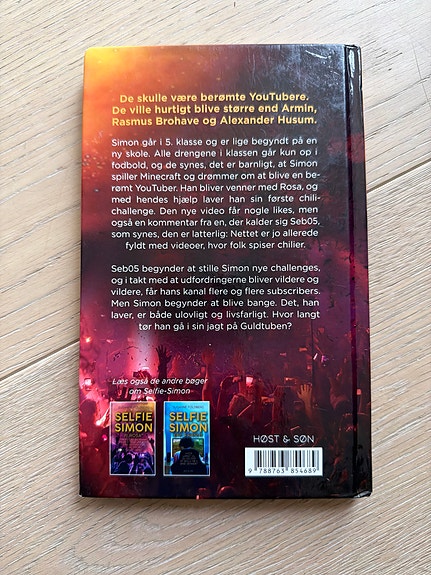 De skulle være berømte YouTubere.
De ville hurtigt blive større end Armin,
Rasmus Brohave og Alexander Husum.
Simon går i 5. klasse og er lige begyndt på en
ny skole. Alle drengene i klassen går kun op i
fodbold, og de synes, det er latterligt, at Simon
spiller Minecraft og drømmer om at blive en be-
rømt YouTuber. Han bliver venner med Rosa, og
med hendes hjælp laver han sin første chili-
challenge. Den nye video får nogle likes, men
også en kommentar fra en, der kalder sig Seb05,
som synes, den er latterlig: Nettet er jo allerede
fyldt med videoer, hvor folk spiser chilier.
Seb05 begynder at stille Simon nye challenges,
og i takt med at udfordringerne bliver vildere og
vildere, får hans kanal flere og flere subscribers.
Men Simon begynder at blive bange. Det, han
laver, er både ulovligt og livsfarligt. Hvor langt
tør han gå i sin jagt på Guldtuben?
Læs også de andre bøger
om Selfie-Simon
SELFIE
SIMON
SELFIE
SIMON
HØST & SØN
9 788763 854689